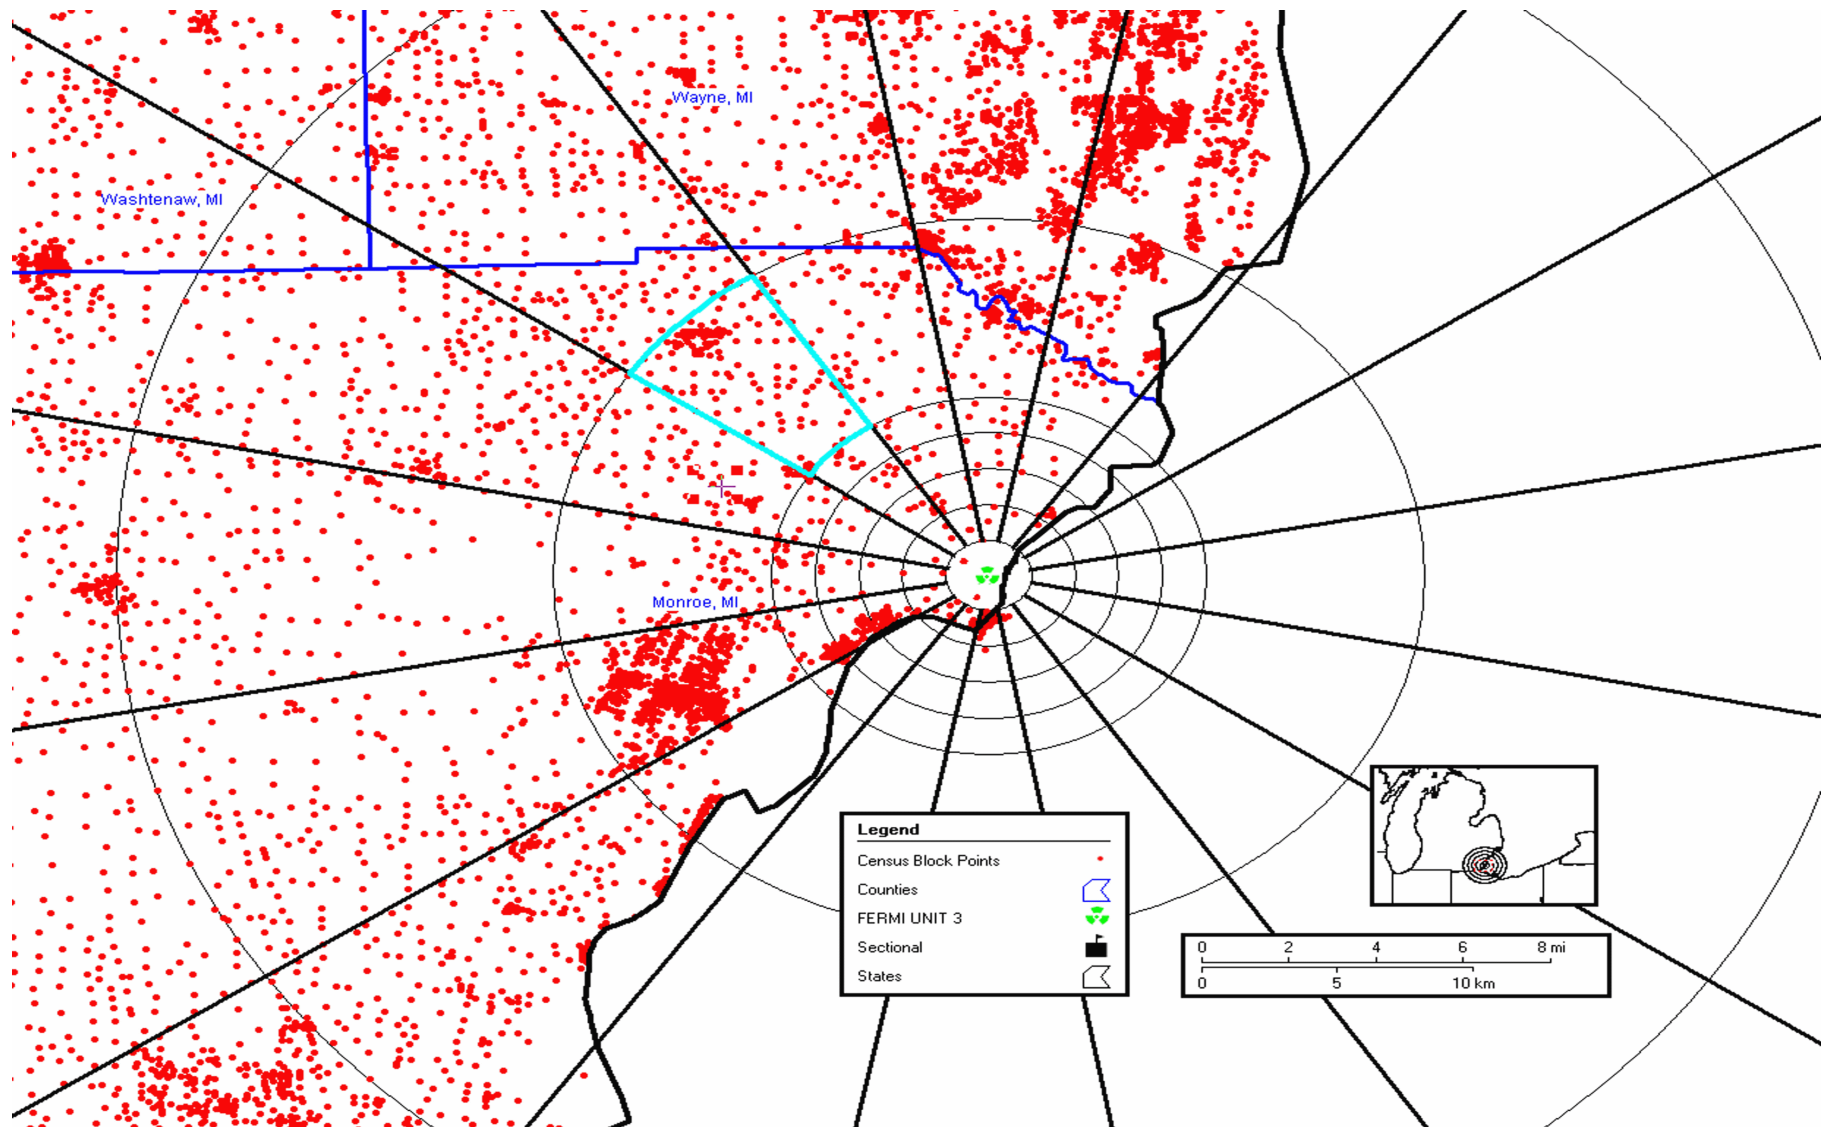 Wayne, MI
Washtenaw, MI
Monroe, MI
Legend
Census Block Points
Counties
FERMI UNIT 3
Sectional
States
0 2 4 6 8 mi
0 5 10 km